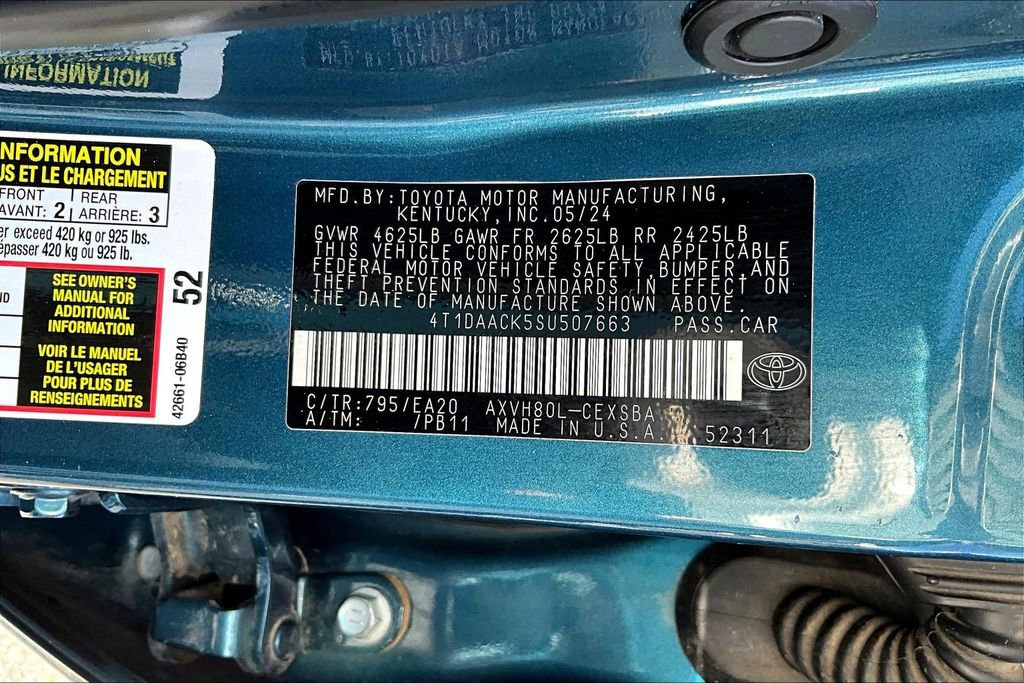 NFORMATION
US ET LE CHARGEMENT
FRONT
AVANT: 2
REAR
ARRIÈRE: 3
er exceed 420 kg or 925 lbs.
épasser 420 kg ou 925 lb.
ND
SEE OWNER'S
MANUAL FOR
ADDITIONAL
INFORMATION
VOIR LE MANUEL
DE L'USAGER
POUR PLUS DE
RENSEIGNEMENTS
52
42661-06B40
MFD.BY:TOYOTA MOTOR MANUFACTURING,
KENTUCKY,INC.05/24
GVWR 4625LB GAWR FR 2625LB RR 2425LB
THIS VEHICLE CONFORMS TO ALL APPLICABLE
FEDERAL MOTOR VEHICLE SAFETY,BUMPER,AND
THEFT PREVENTION STANDARDS IN EFFECT ON
THE DATE OF MANUFACTURE SHOWN ABOVE.
4T1DAACK5SU507663 PASS.CAR
C/TR:795/EA20 AXVH80L-CEXSBA
A/TM: /PB11 MADE IN U.S.A. 52311
INFORMATION